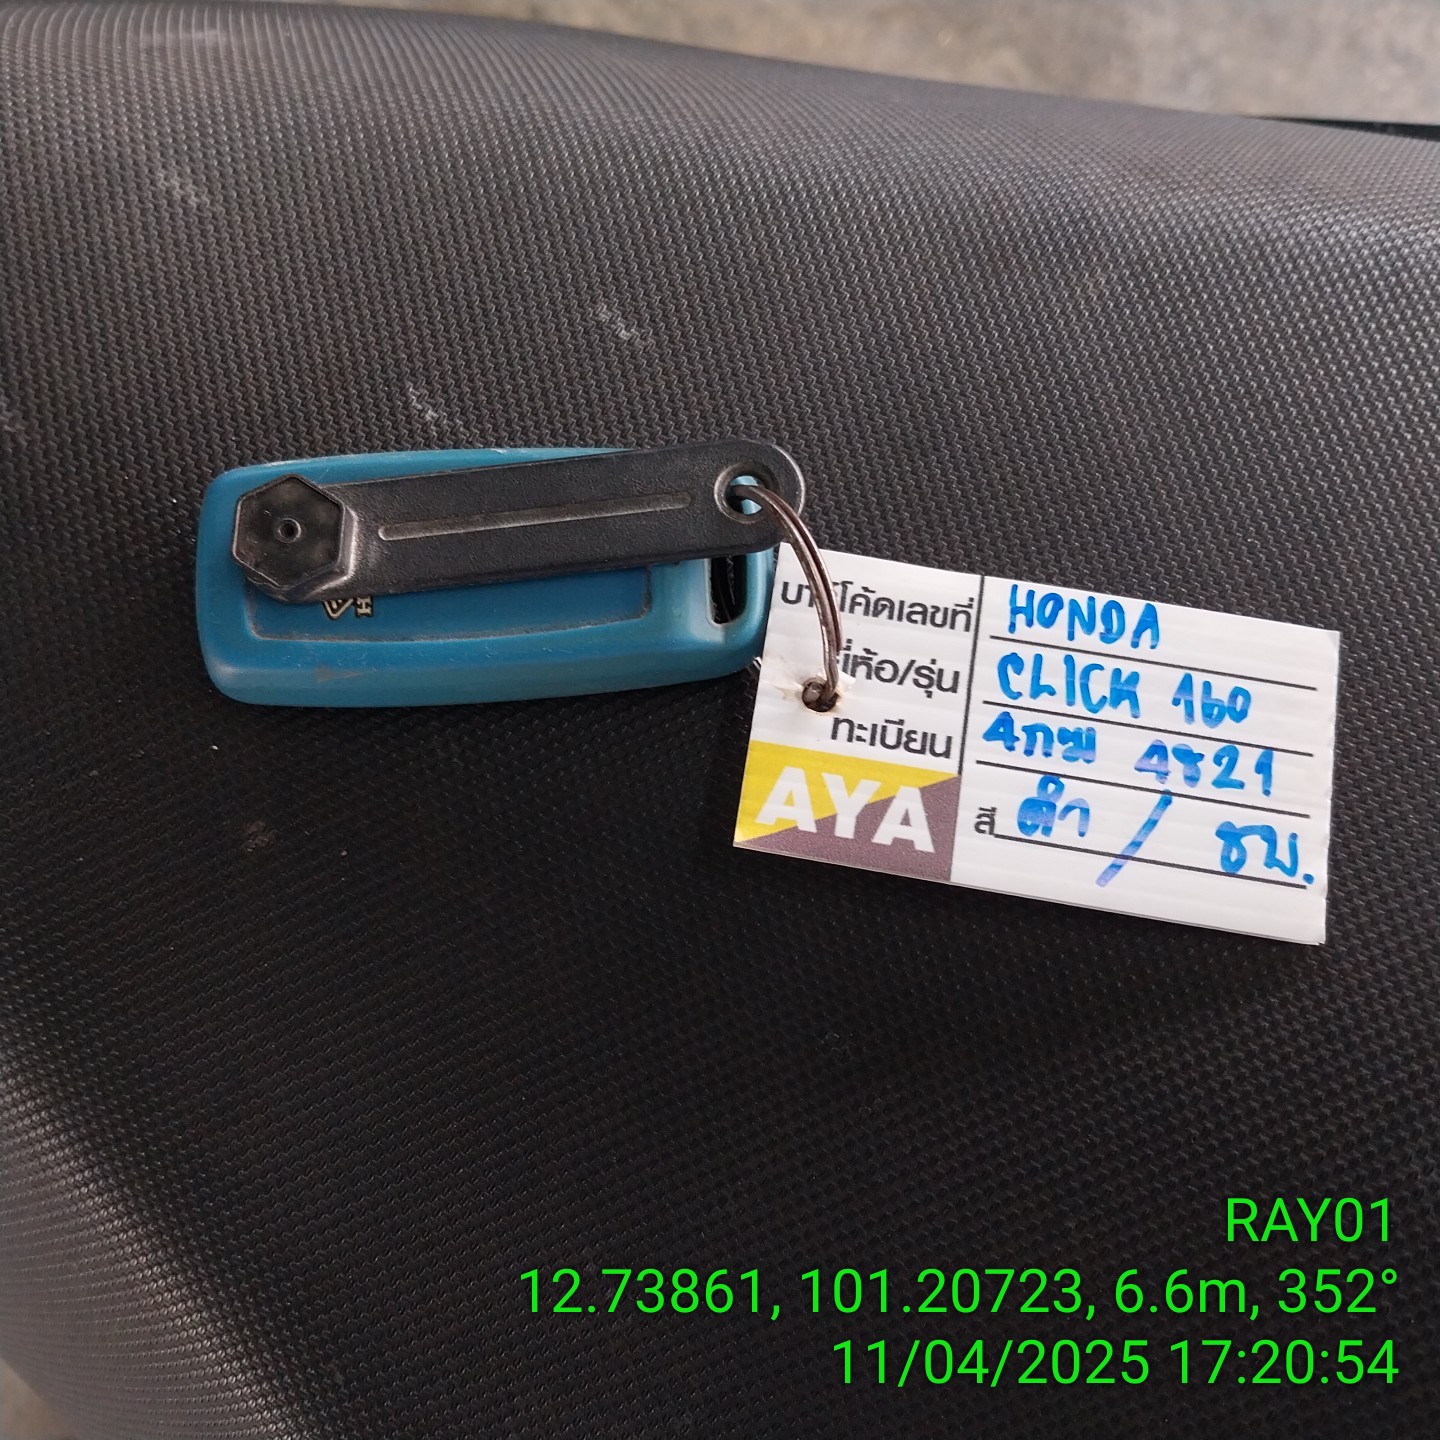 บาร์โค้ดเลขที่ HONDA
ยี่ห้อ/รุ่น CLICK 160
ทะเบียน 4กฆ 4821
AYA
สี ดำ / ชบ.
H
RAY01
12.73861, 101.20723, 6.6m, 352°
11/04/2025 17:20:54